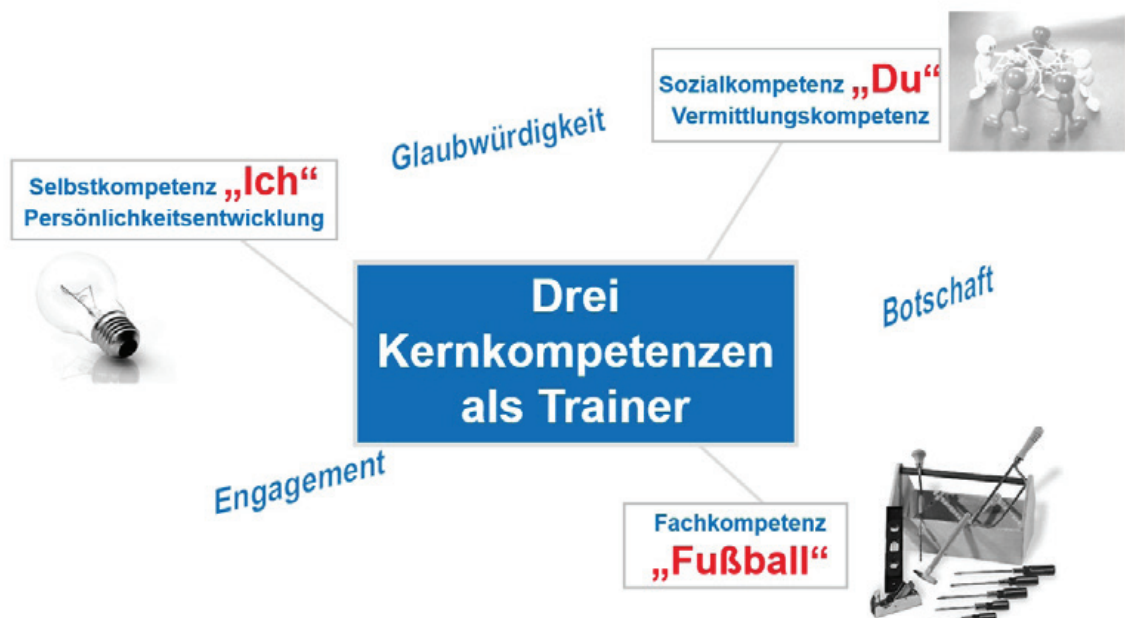 Sozialkompetenz „Du“
Vermittlungskompetenz
Glaubwürdigkeit
Selbstkompetenz „Ich“
Persönlichkeitsentwicklung
Drei
Kernkompetenzen
als Trainer
Botschaft
Engagement
Fachkompetenz
„Fußball“